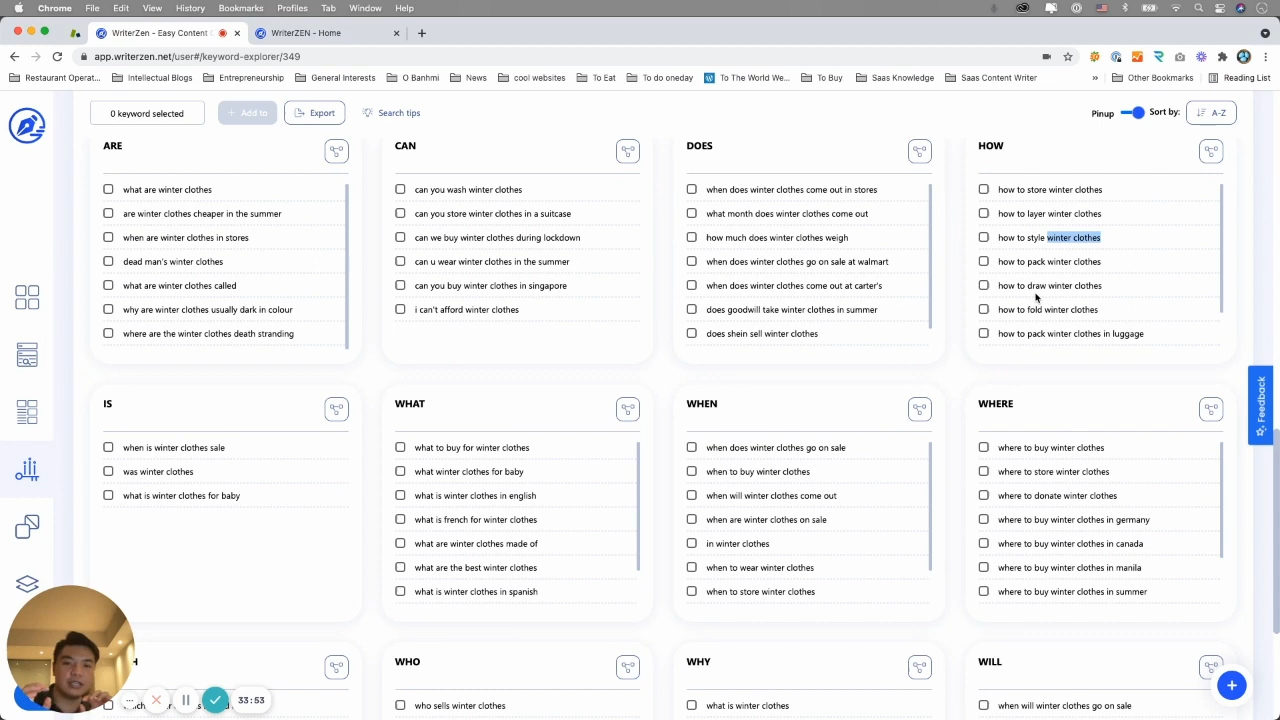 Chrome File Edit View History Bookmarks Profiles Tab Window Help
WriterZen - Easy Content
WriterZEN - Home
app.writerzen.net/user#/keyword-explorer/349
Restaurant Operat... Intellectual Blogs Entrepreneurship General Interests O Banhmi News cool websites To Eat To do oneday To The World We... To Buy Saas Knowledge Saas Content Writer » Other Bookmarks Reading List
0 keyword selected + Add to Export Search tips Pinup Sort by: A-Z
ARE
what are winter clothes
are winter clothes cheaper in the summer
when are winter clothes in stores
dead man's winter clothes
what are winter clothes called
why are winter clothes usually dark in colour
where are the winter clothes death stranding
CAN
can you wash winter clothes
can you store winter clothes in a suitcase
can we buy winter clothes during lockdown
can u wear winter clothes in the summer
can you buy winter clothes in singapore
i can't afford winter clothes
DOES
when does winter clothes come out in stores
what month does winter clothes come out
how much does winter clothes weigh
when does winter clothes go on sale at walmart
when does winter clothes come out at carter's
does goodwill take winter clothes in summer
does shein sell winter clothes
HOW
how to store winter clothes
how to layer winter clothes
how to style winter clothes
how to pack winter clothes
how to draw winter clothes
how to fold winter clothes
how to pack winter clothes in luggage
IS
when is winter clothes sale
was winter clothes
what is winter clothes for baby
WHAT
what to buy for winter clothes
what winter clothes for baby
what is winter clothes in english
what is french for winter clothes
what are winter clothes made of
what are the best winter clothes
what is winter clothes in spanish
WHEN
when does winter clothes go on sale
when to buy winter clothes
when will winter clothes come out
when are winter clothes on sale
in winter clothes
when to wear winter clothes
when to store winter clothes
WHERE
where to buy winter clothes
where to store winter clothes
where to donate winter clothes
where to buy winter clothes in germany
where to buy winter clothes in canada
where to buy winter clothes in manila
where to buy winter clothes in summer
Feedback
H
WHO
who sells winter clothes
WHY
what is winter clothes
WILL
when will winter clothes go on sale
33:53